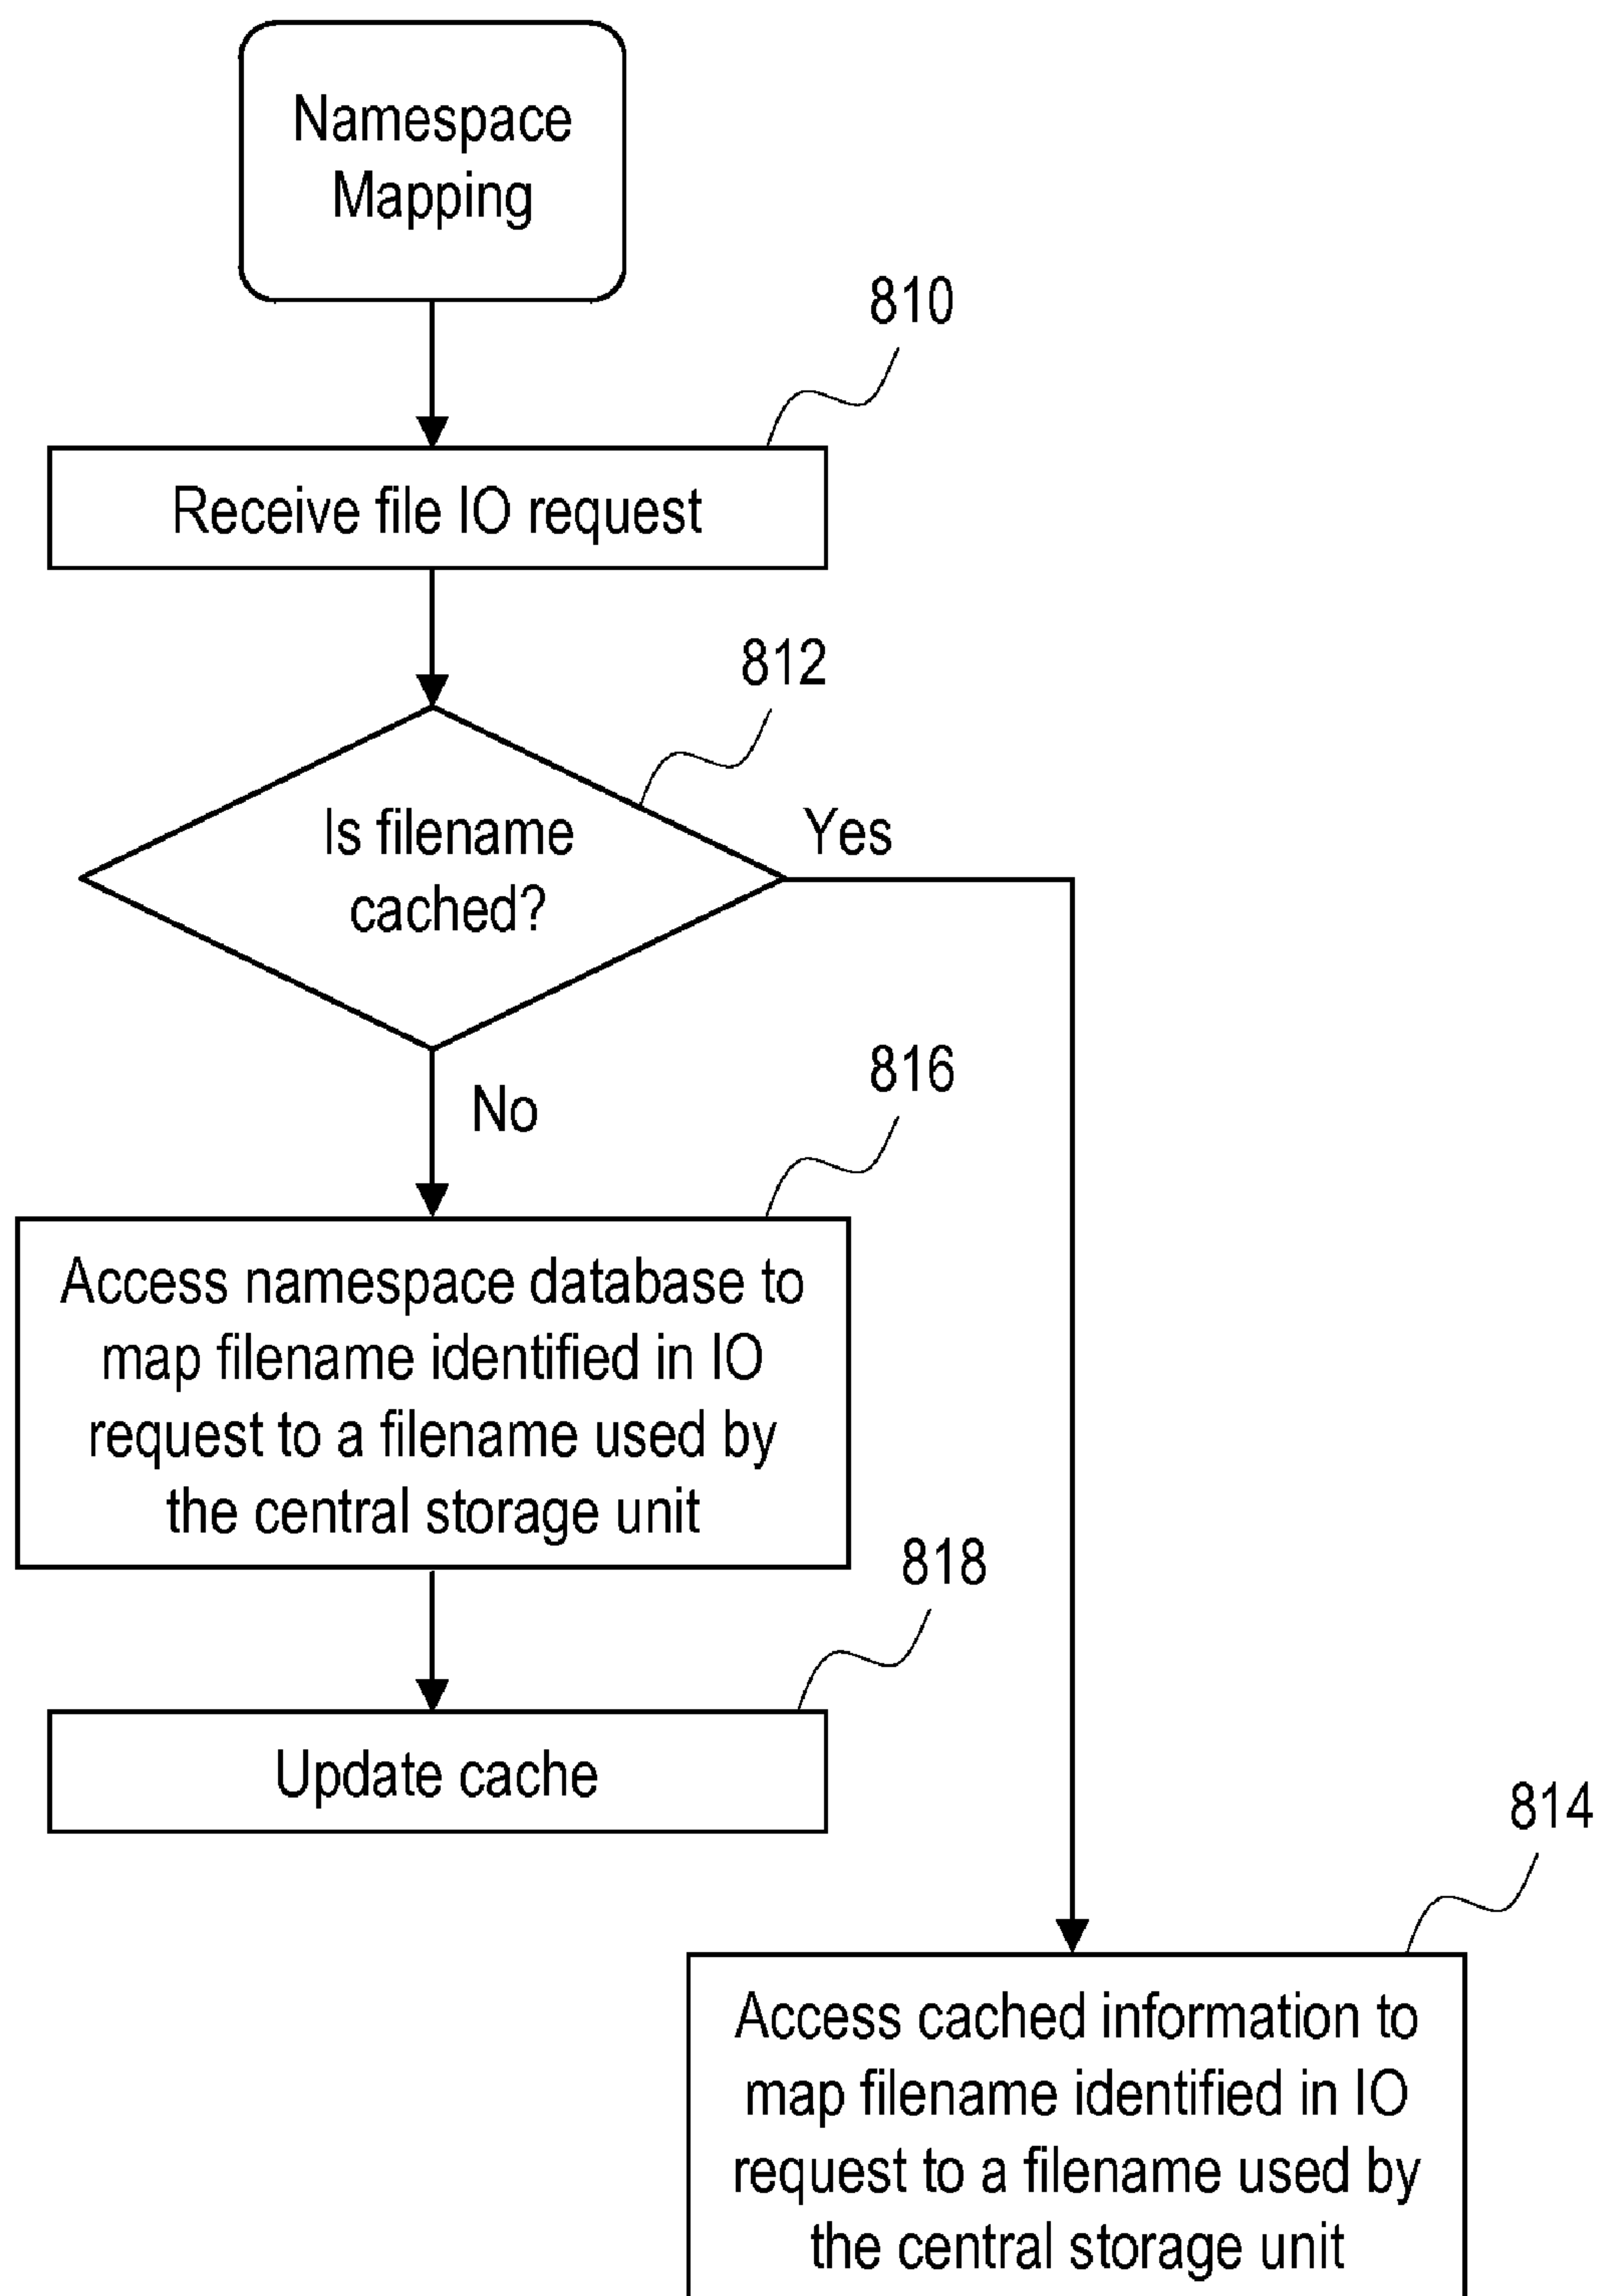 Namespace
Mapping
810
Receive file IO request
812
Is filename
cached?
Yes
No
816
Access namespace database to
map filename identified in IO
request to a filename used by
the central storage unit
818
Update cache
814
Access cached information to
map filename identified in IO
request to a filename used by
the central storage unit